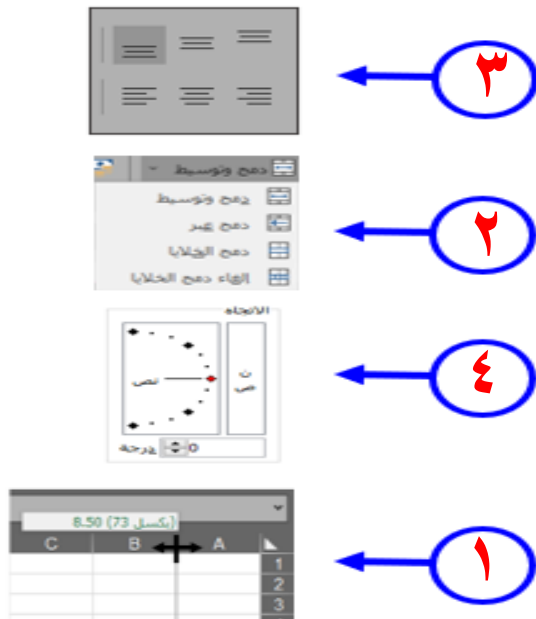 ٣
دمج وتوسيط
دمج وتوسيط
دمج عبر
دمج الخلايا
إلغاء دمج الخلايا
٢
الاتجاه
نص
ن
ص
0 درجة
٤
8.50 (73 بكسل)
C B A
1
2
3
١